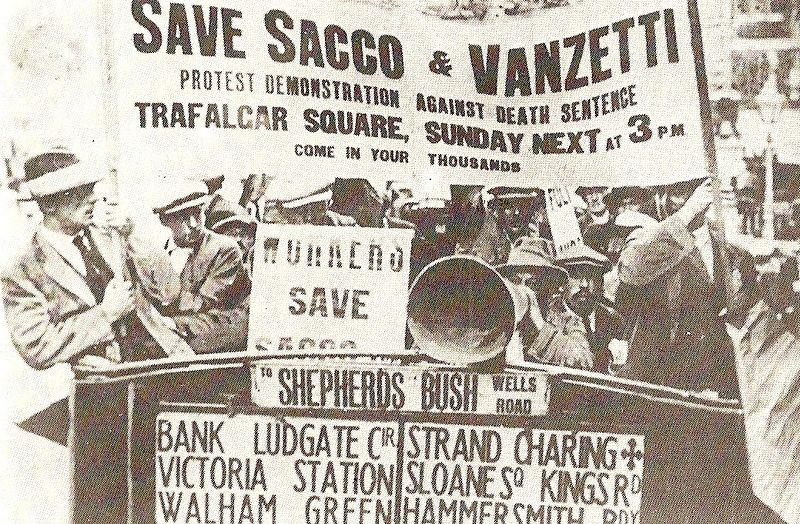 SAVE SACCO & VANZETTI
PROTEST DEMONSTRATION AGAINST DEATH SENTENCE
TRAFALGAR SQUARE, SUNDAY NEXT AT 3 PM
COME IN YOUR THOUSANDS
WORKERS
SAVE
SACCO
TO SHEPHERDS BUSH WELLS ROAD
BANK LUDGATE CIR.
VICTORIA STATION
WALHAM GREEN
STRAND CHARING ✠
SLOANE SQ KINGS RD
HAMMERSMITH BDY